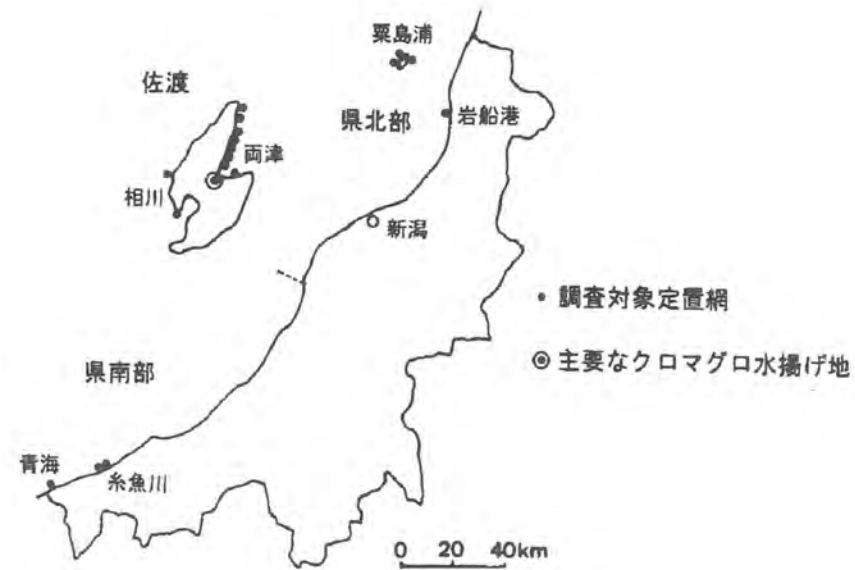 粟島浦
佐渡
県北部
岩船港
両津
相川
新潟
調査対象定置網
主要なクロマグロ水揚げ地
県南部
青海
糸魚川
0 20 40km